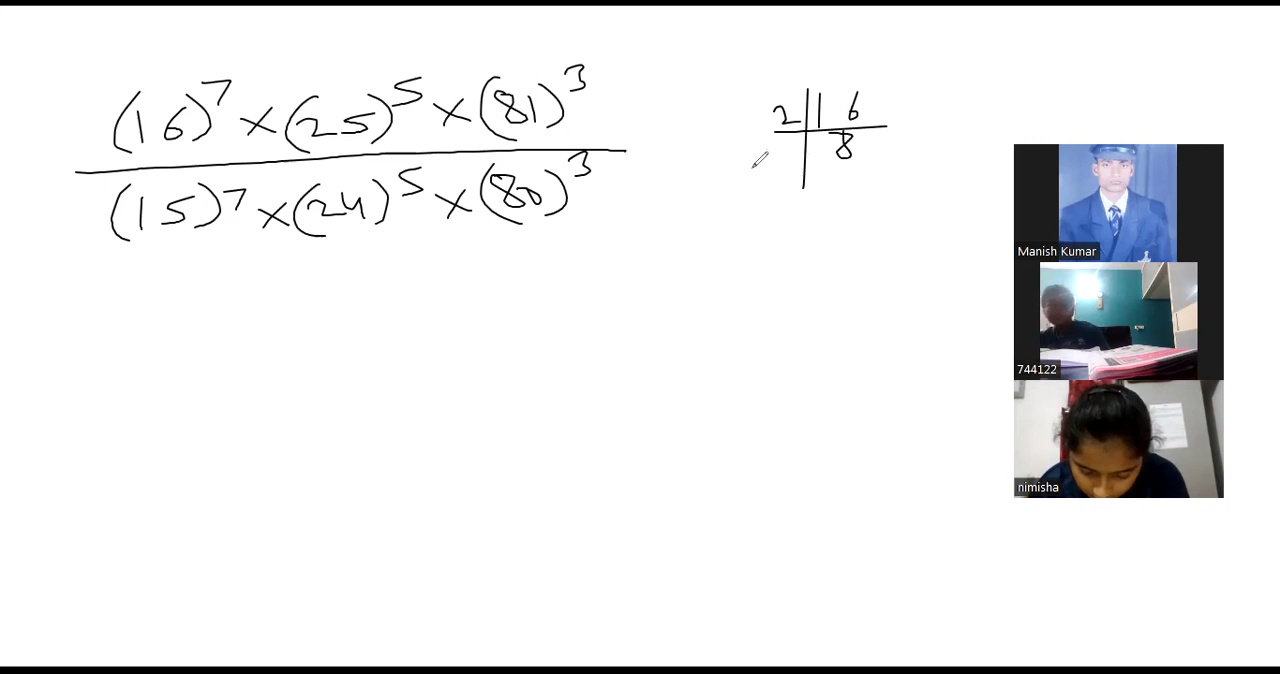 (16)^7 × (25)^5 × (81)^3
(15)^7 × (24)^5 × (80)^3
2 | 16
8
Manish Kumar
744122
nimisha